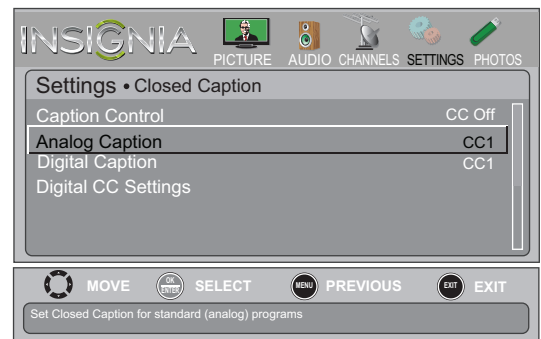 INSIGNIA
PICTURE AUDIO CHANNELS SETTINGS PHOTOS
Settings • Closed Caption
Caption Control CC Off
Analog Caption CC1
Digital Caption CC1
Digital CC Settings
MOVE OK ENTER SELECT MENU PREVIOUS EXIT EXIT
Set Closed Caption for standard (analog) programs